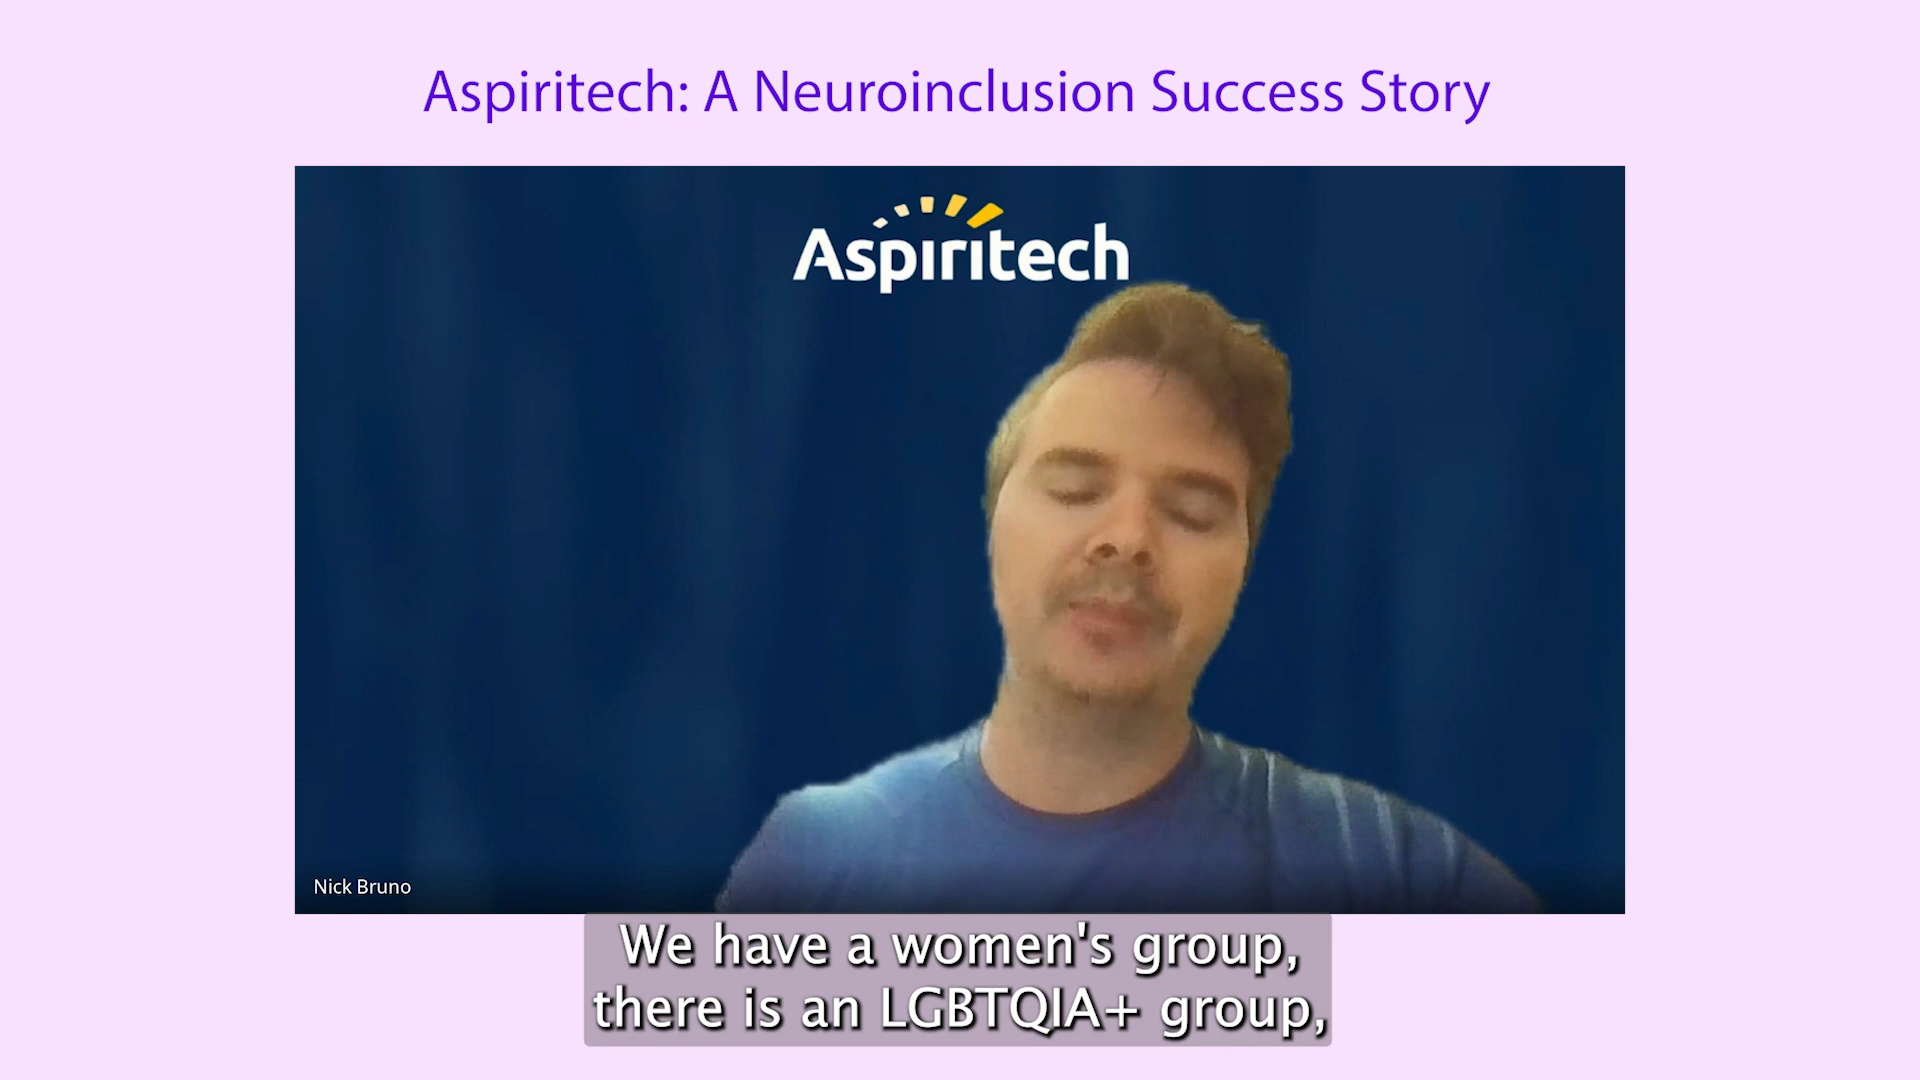 Aspiritech: A Neuroinclusion Success Story
Aspiritech
Nick Bruno
We have a women's group,
there is an LGBTQIA+ group,